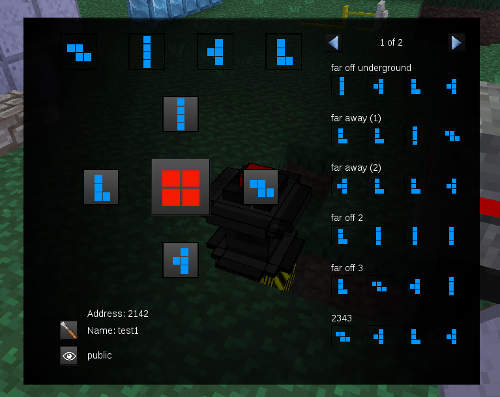 1 of 2
far off underground
far away (1)
far away (2)
far off 2
far off 3
2343
Address: 2142
Name: test1
public